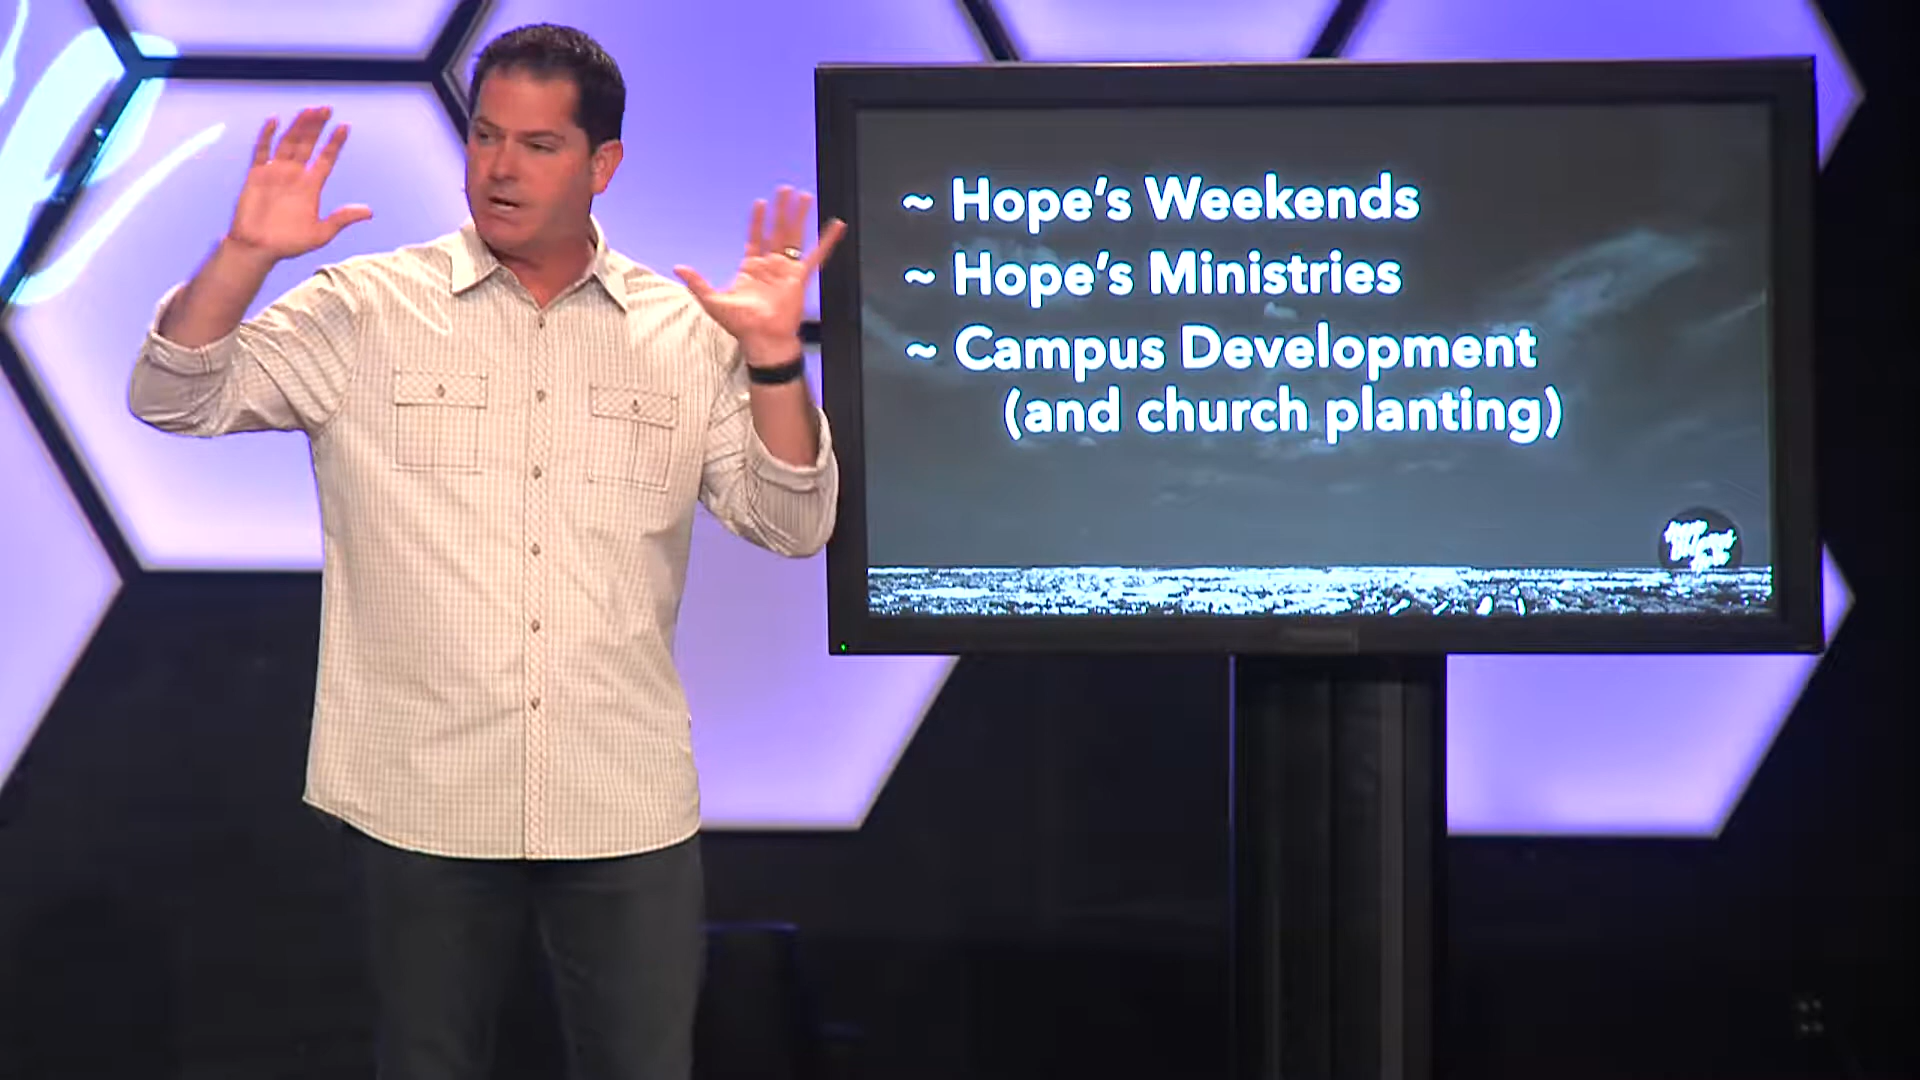 ~ Hope's Weekends
~ Hope's Ministries
~ Campus Development
(and church planting)